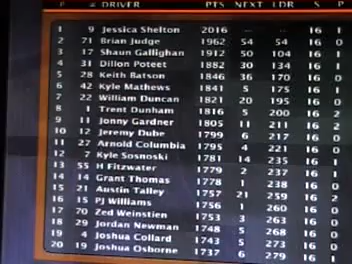 P # DRIVER PTS NEXT LDR S P
1 9 Jessica Shelton 2016 -- -- 16 1
2 71 Brian Judge 1962 54 54 16 0
3 17 Shaun Gallighan 1912 50 104 16 1
4 31 Dillon Poteet 1882 30 134 16 1
5 28 Keith Batson 1846 36 170 16 0
6 42 Kyle Mathews 1841 5 175 16 1
7 22 William Duncan 1821 20 195 16 0
8 1 Trent Dunham 1816 5 200 16 2
9 11 Jonny Gardner 1805 11 211 16 2
10 12 Jeremy Dube 1799 6 217 16 0
11 27 Arnold Columbia 1795 4 221 16 0
12 7 Kyle Sosnoski 1781 14 235 16 1
13 55 H Fitzwater 1779 2 237 16 1
14 14 Grant Thomas 1778 1 238 16 0
15 21 Austin Talley 1757 21 259 16 2
16 15 PJ Williams 1756 1 260 16 0
17 70 Zed Weinstien 1753 3 263 16 0
18 29 Jordan Newman 1748 5 268 16 0
19 4 Joshua Collard 1743 5 273 16 0
20 19 Joshua Osborne 1737 6 279 16 1